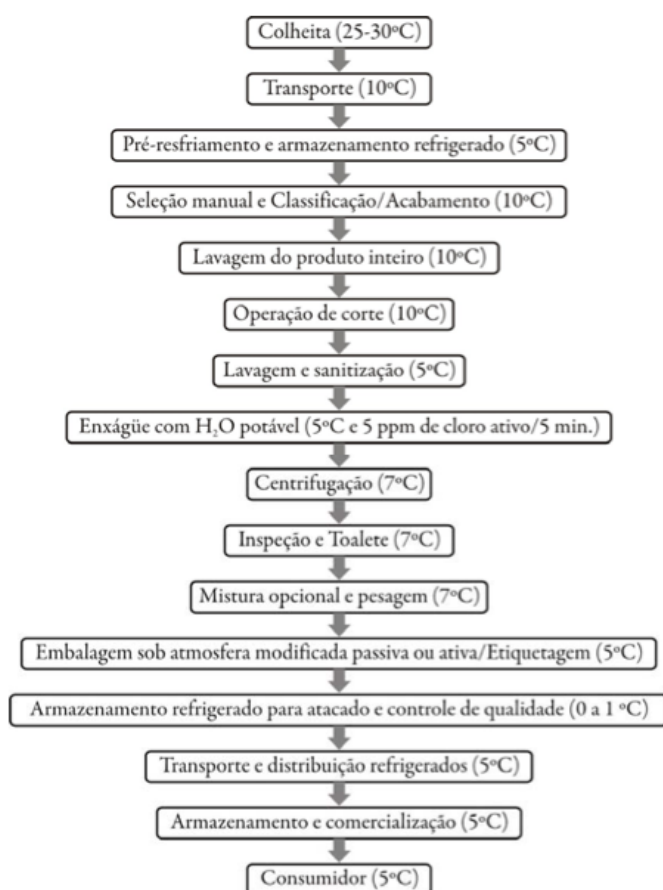 Colheita (25-30ºC)
Transporte (10ºC)
Pré-resfriamento e armazenamento refrigerado (5ºC)
Seleção manual e Classificação/Acabamento (10ºC)
Lavagem do produto inteiro (10ºC)
Operação de corte (10ºC)
Lavagem e sanitização (5ºC)
Enxágüe com H₂O potável (5ºC e 5 ppm de cloro ativo/5 min.)
Centrifugação (7ºC)
Inspeção e Toalete (7ºC)
Mistura opcional e pesagem (7ºC)
Embalagem sob atmosfera modificada passiva ou ativa/Etiquetagem (5ºC)
Armazenamento refrigerado para atacado e controle de qualidade (0 a 1 ºC)
Transporte e distribuição refrigerados (5ºC)
Armazenamento e comercialização (5ºC)
Consumidor (5ºC)